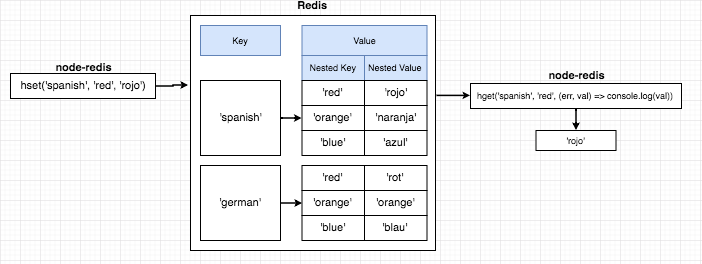 Redis
node-redis
hset('spanish', 'red', 'rojo')
Key
Value
Nested Key
Nested Value
'spanish'
'red'
'rojo'
'orange'
'naranja'
'blue'
'azul'
'german'
'red'
'rot'
'orange'
'orange'
'blue'
'blau'
node-redis
hget('spanish', 'red', (err, val) => console.log(val))
'rojo'